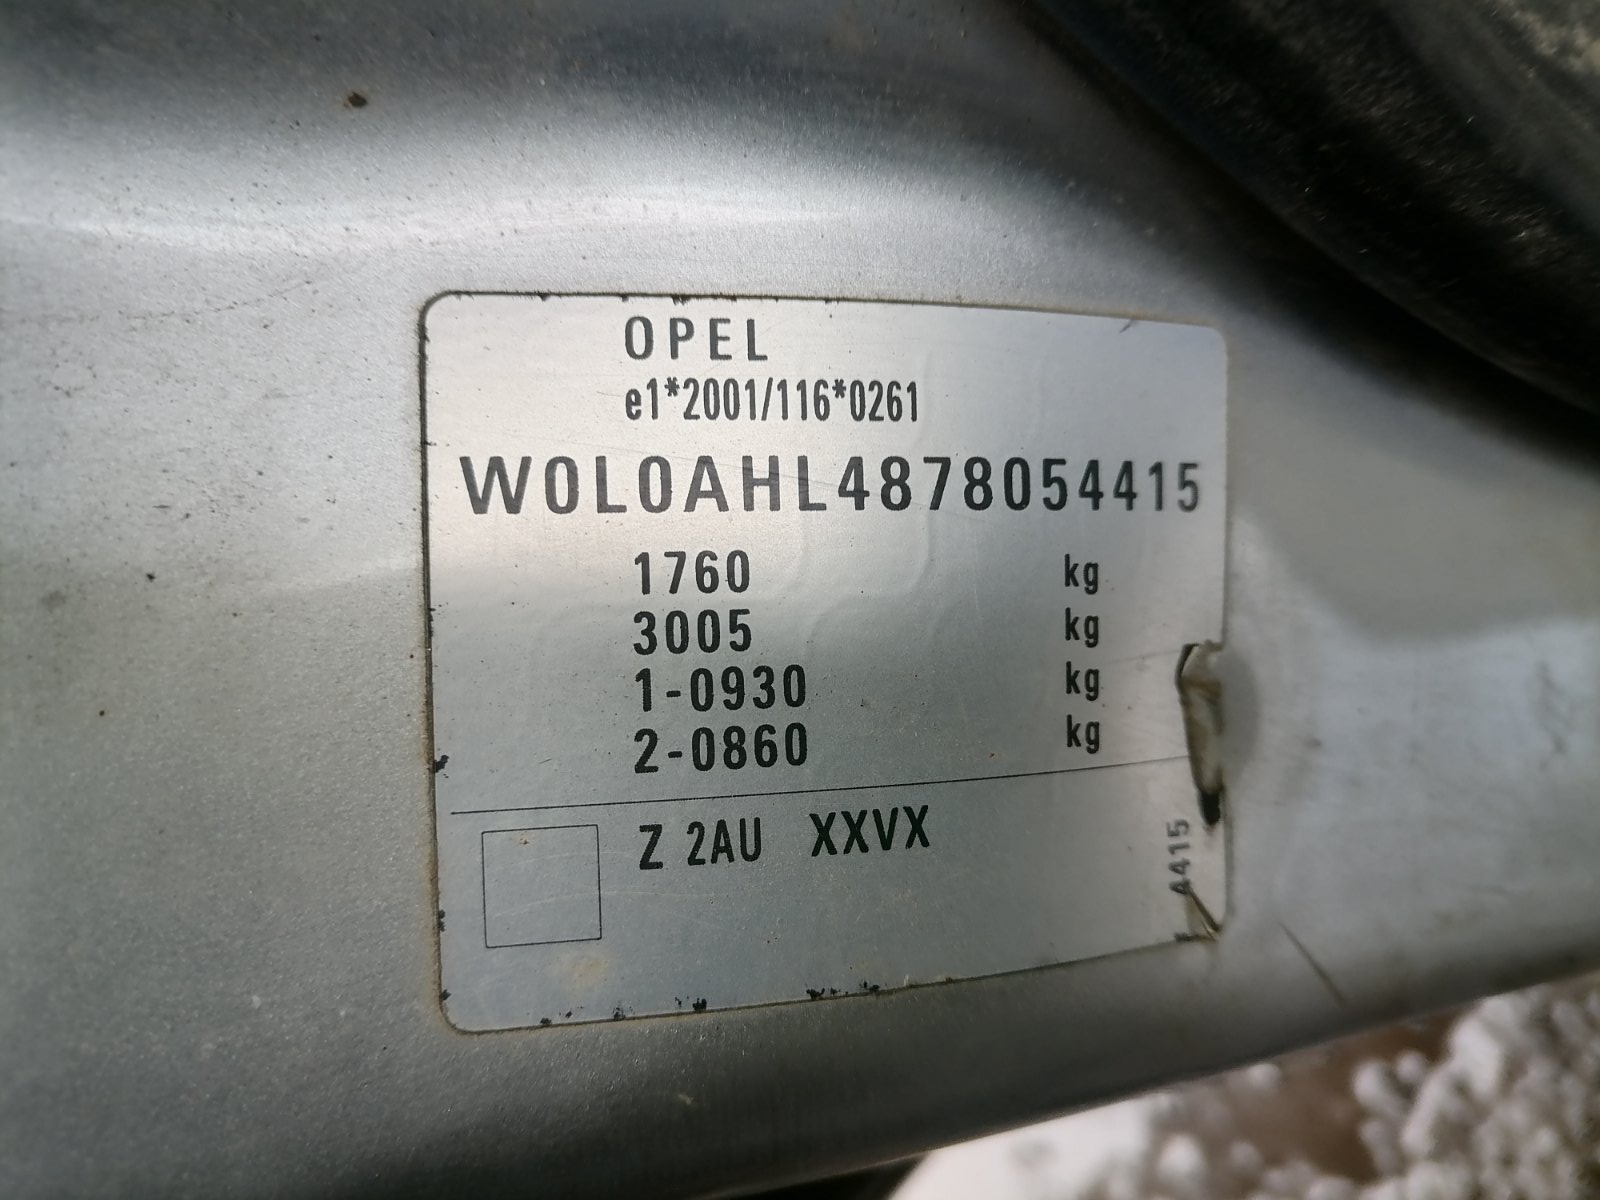 OPEL
e1*2001/116*0261
W0L0AHL4878054415
1760 kg
3005 kg
1-0930 kg
2-0860 kg
Z 2AU XXVX
4415